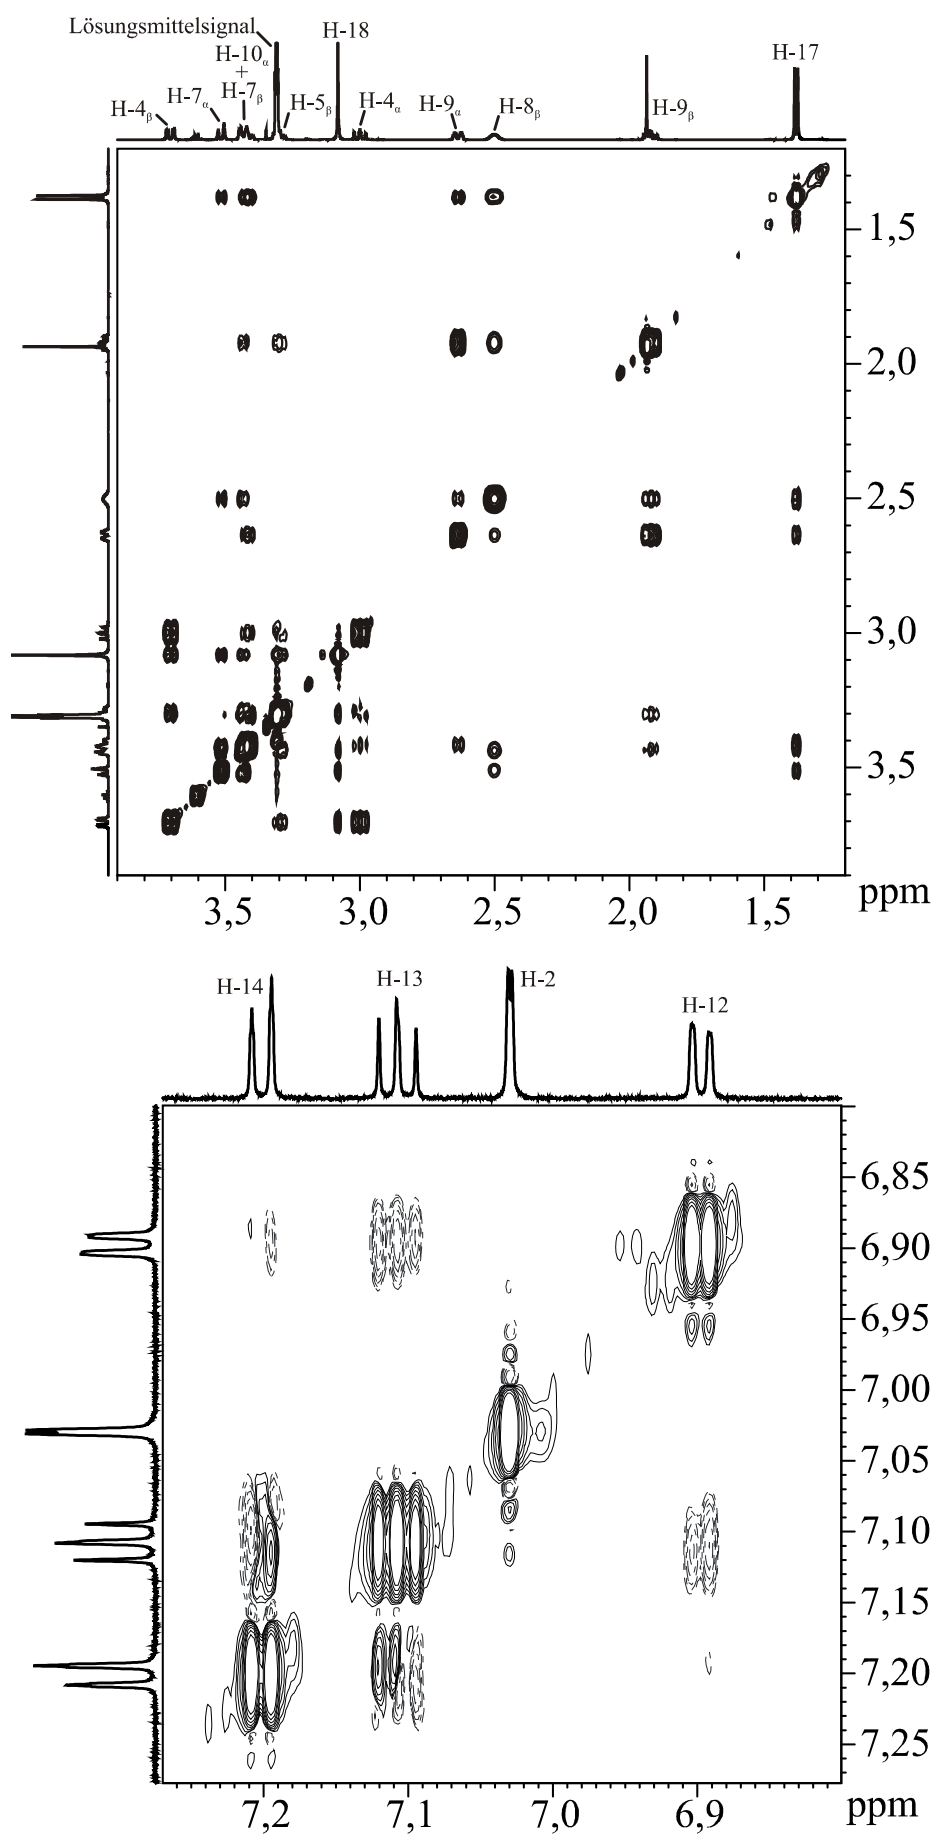 Lösungsmittelsignal
H-18
H-10α
+
H-7β
H-17
H-7α
H-4β
H-5β
H-4α
H-9α
H-8β
H-9β
1,5
2,0
2,5
3,0
3,5
3,5 3,0 2,5 2,0 1,5 ppm
H-14 H-13 H-2 H-12
6,85
6,90
6,95
7,00
7,05
7,10
7,15
7,20
7,25
7,2 7,1 7,0 6,9 ppm